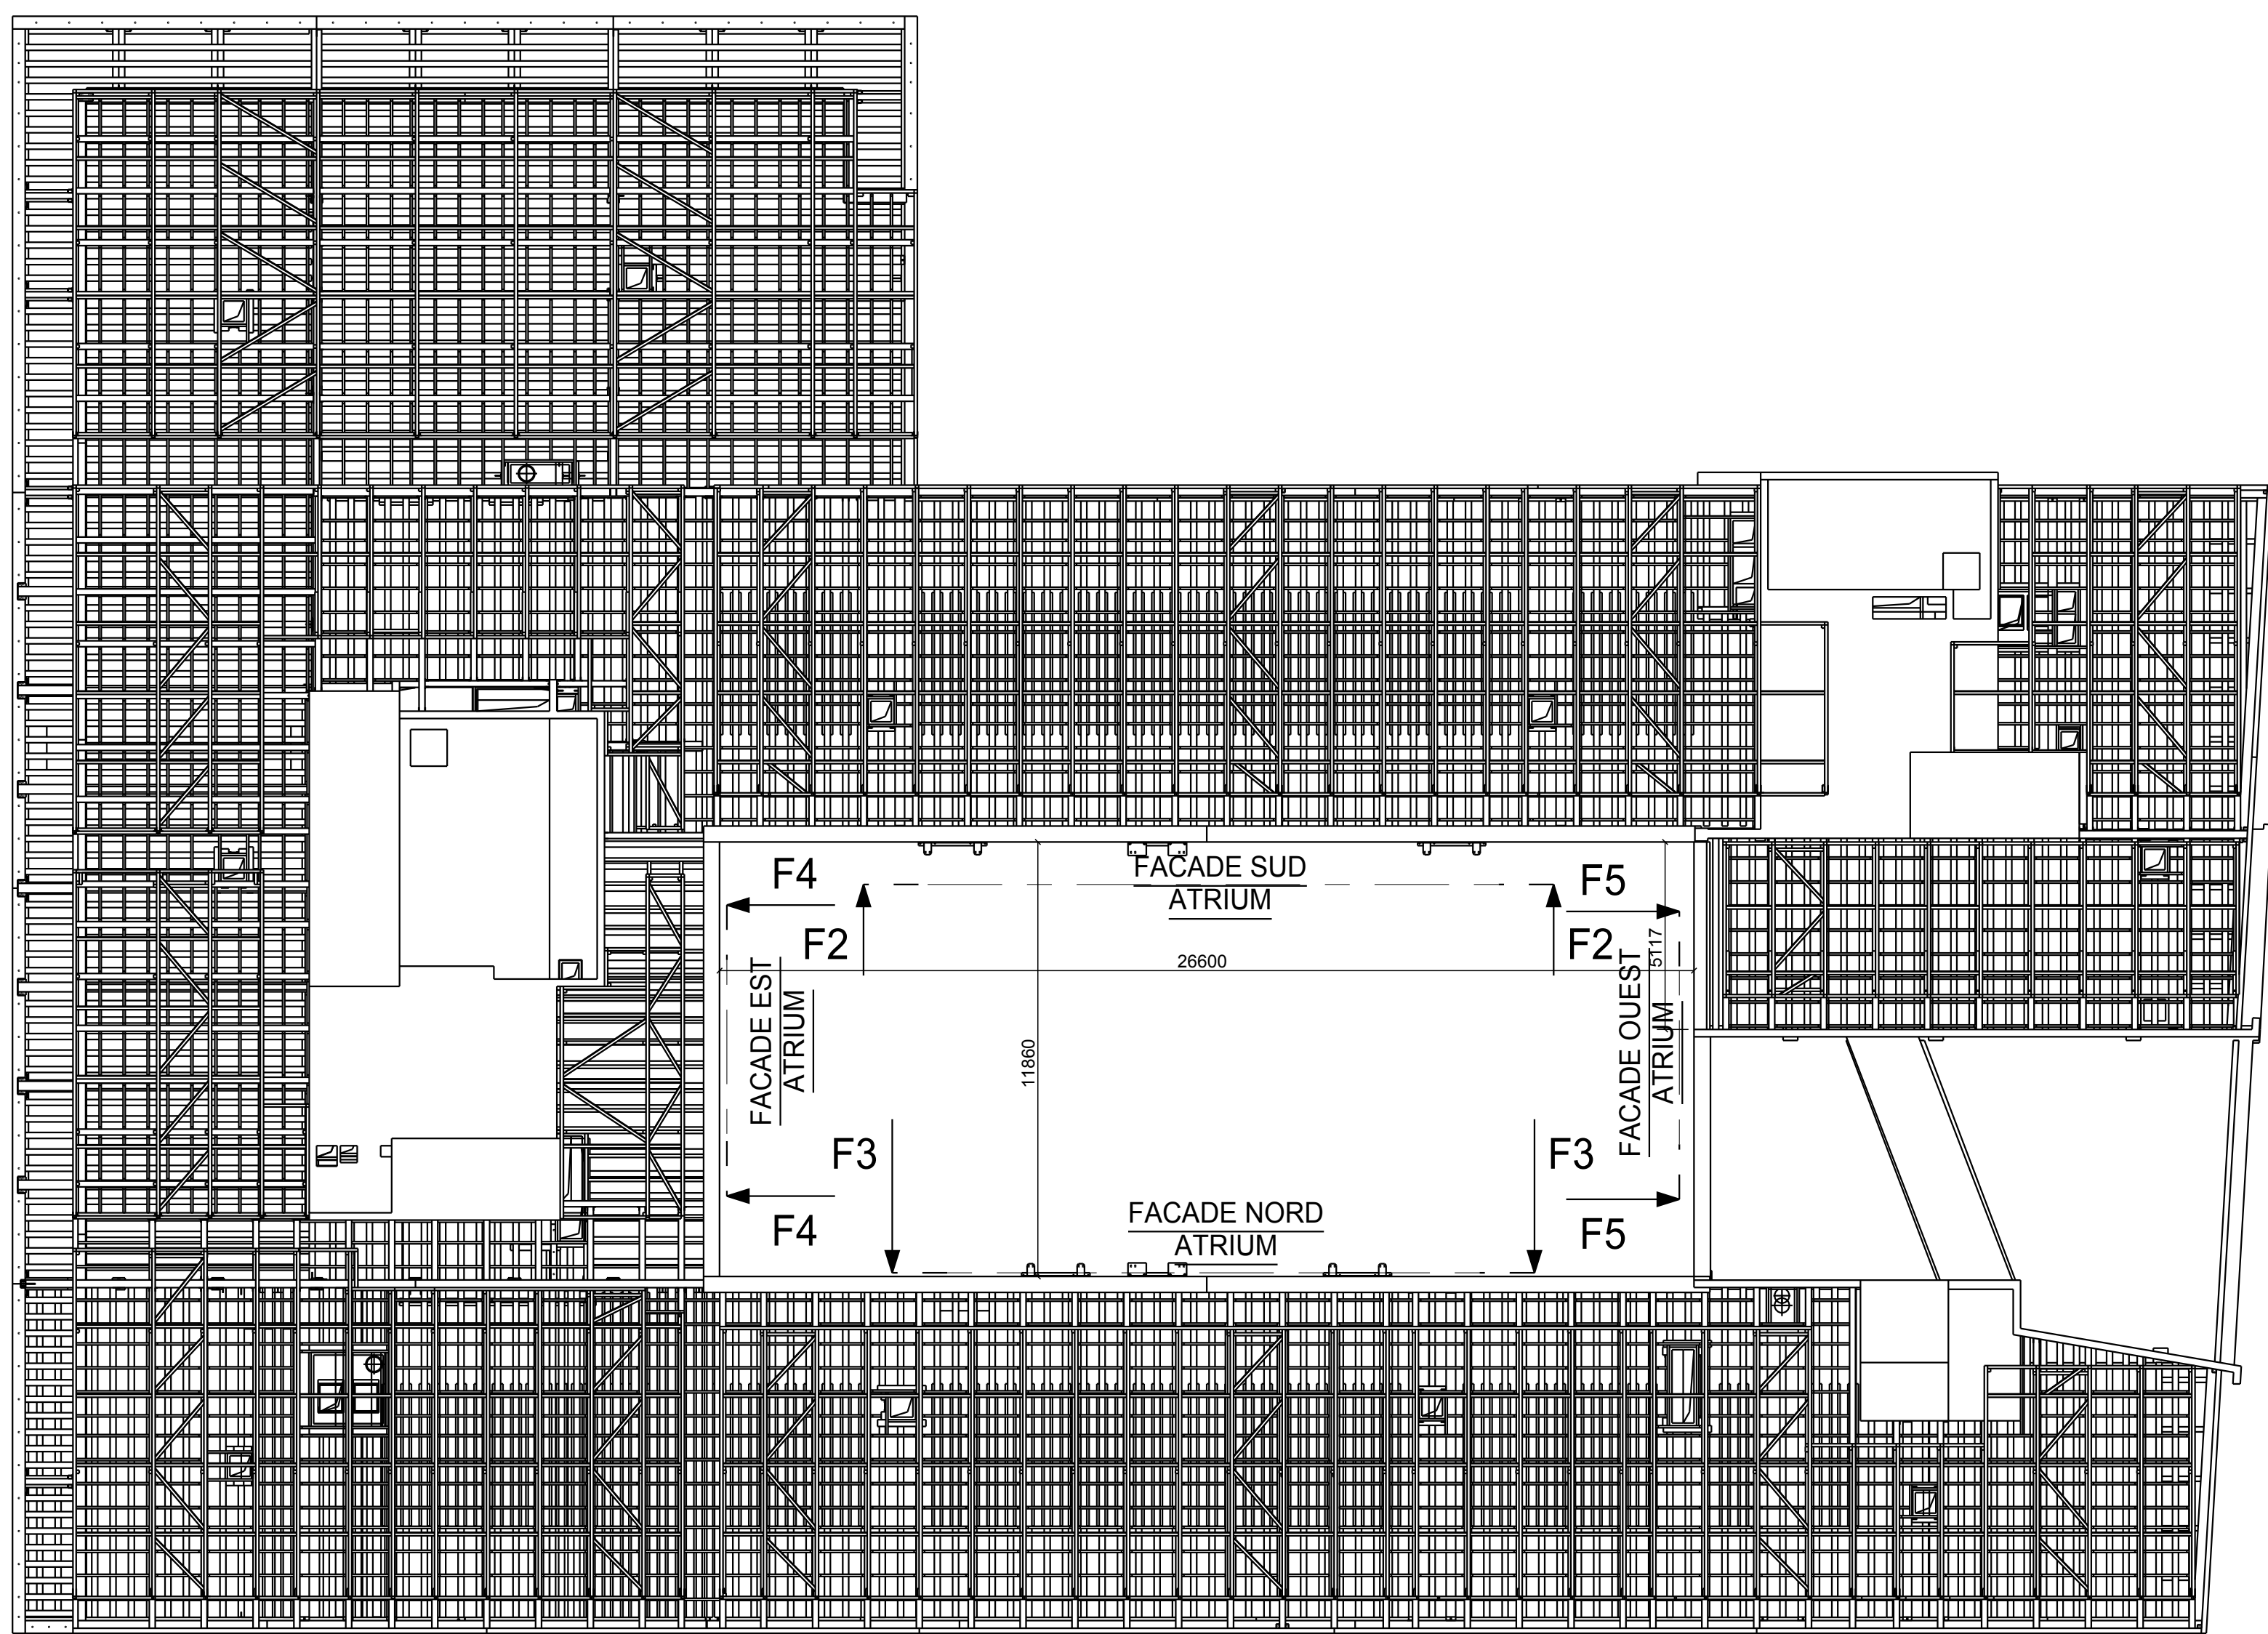 F4
FACADE SUD
ATRIUM
F5
F2
F2
5117
26600
FACADE EST
ATRIUM
FACADE OUEST
ATRIUM
11860
F3
F3
F4
FACADE NORD
ATRIUM
F5